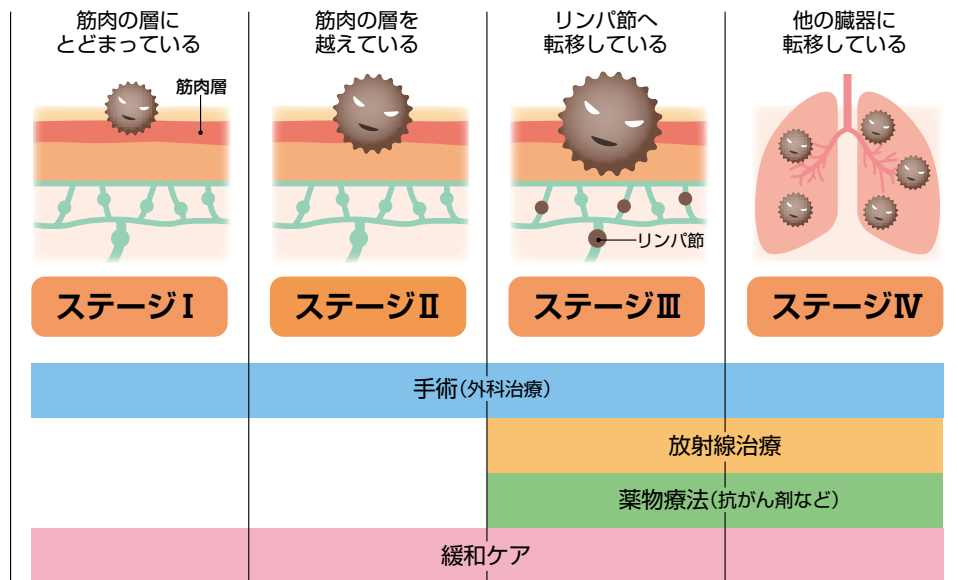 筋肉の層に
とどまっている
筋肉の層を
越えている
リンパ節へ
転移している
他の臓器に
転移している
筋肉層
リンパ節
ステージⅠ
ステージⅡ
ステージⅢ
ステージⅣ
手術(外科治療)
放射線治療
薬物療法(抗がん剤など)
緩和ケア